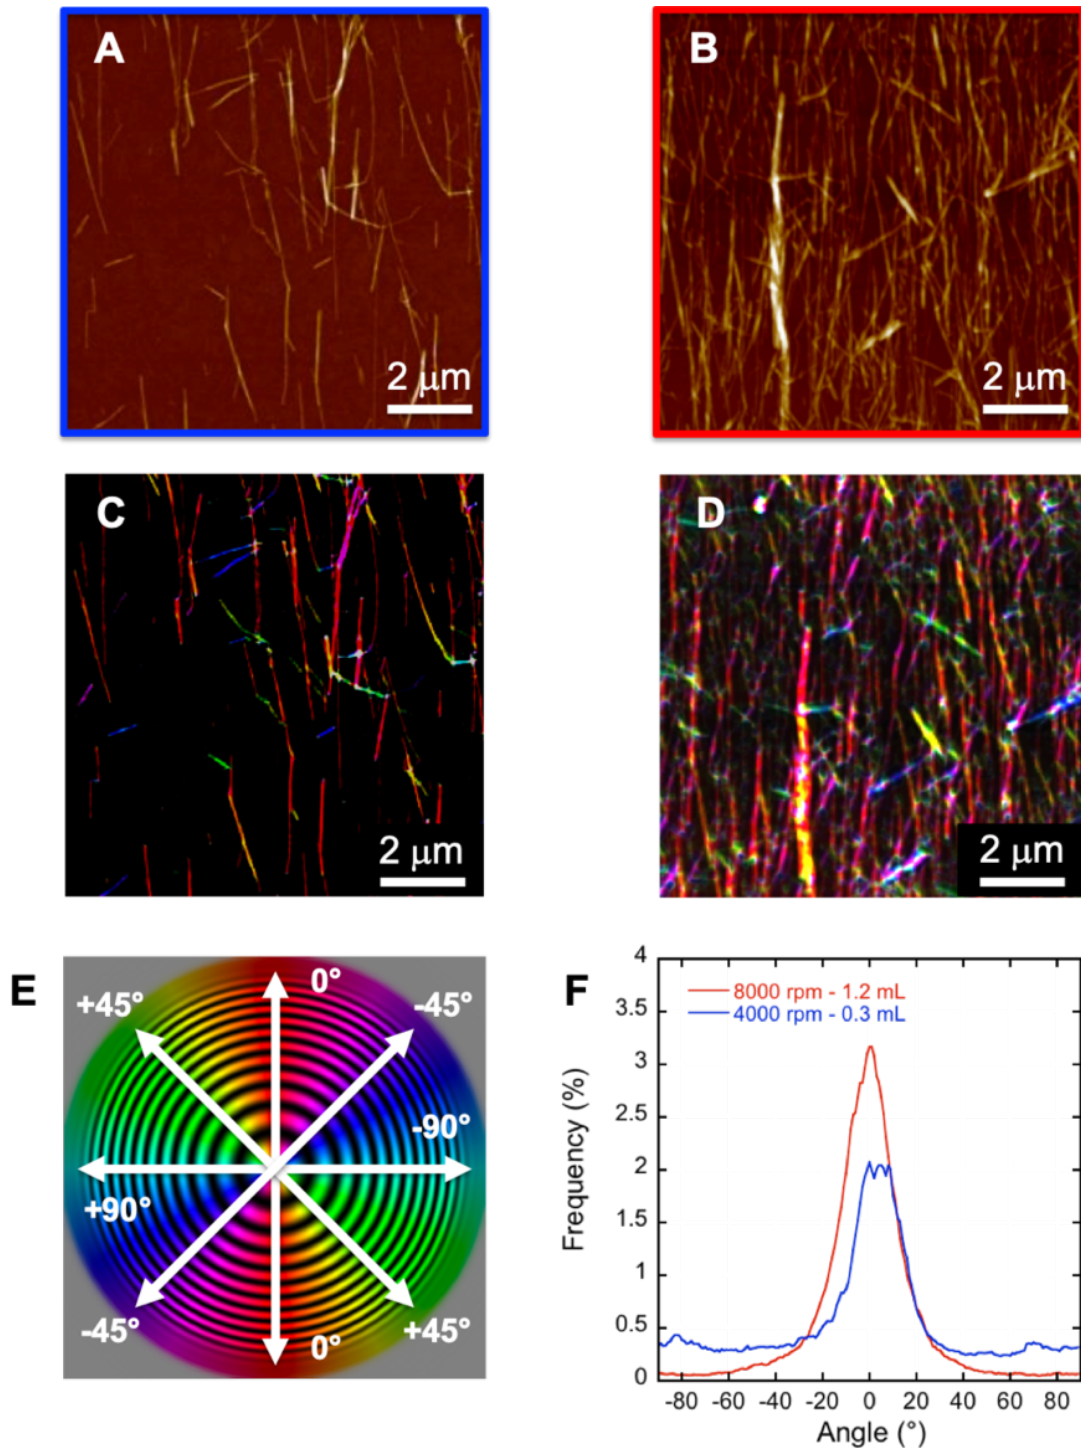 A
B
2 μm
2 μm
C
D
2 μm
2 μm
E
0°
+45°
-45°
-90°
+90°
-45°
+45°
0°
F
4
3.5
3
2.5
2
1.5
1
0.5
0
Frequency (%)
8000 rpm - 1.2 mL
4000 rpm - 0.3 mL
-80 -60 -40 -20 0 20 40 60 80
Angle (°)